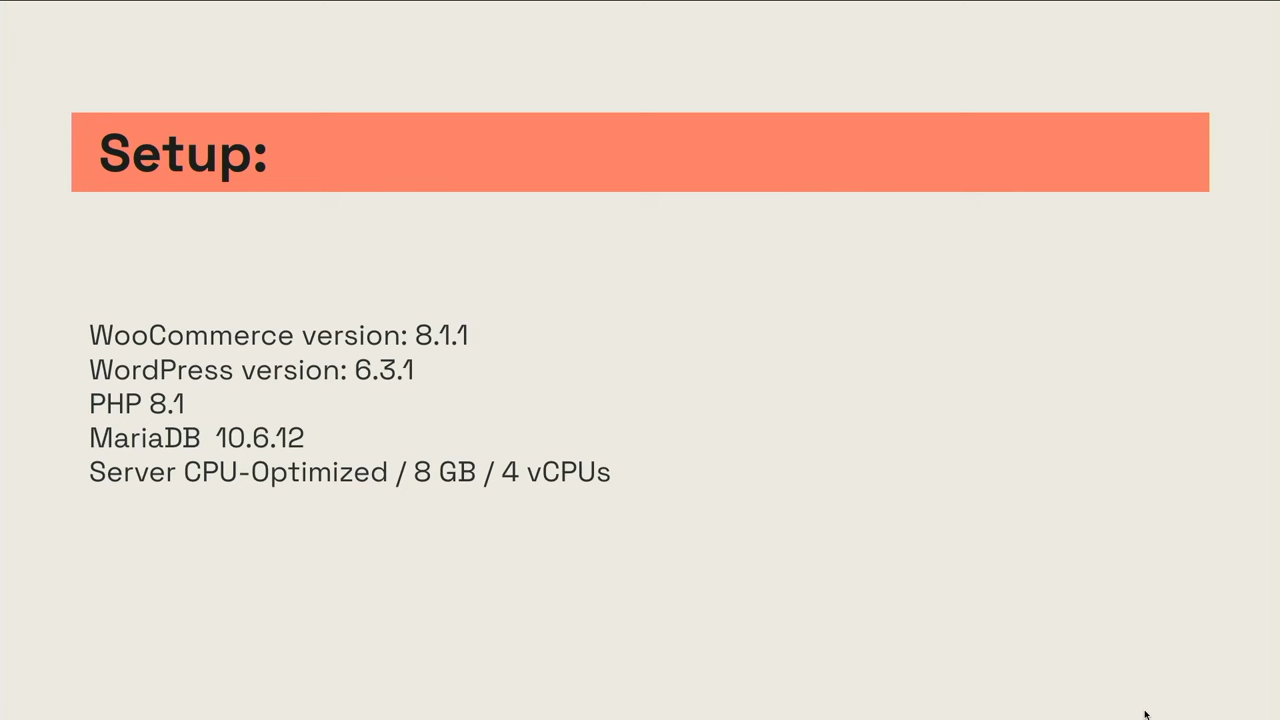 Setup:
WooCommerce version: 8.1.1
WordPress version: 6.3.1
PHP 8.1
MariaDB  10.6.12
Server CPU-Optimized / 8 GB / 4 vCPUs